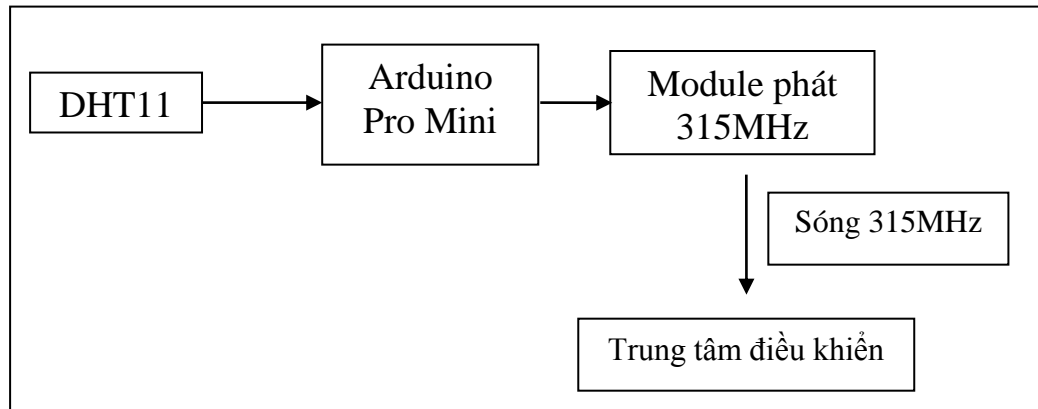 DHT11
Arduino
Pro Mini
Module phát
315MHz
Sóng 315MHz
Trung tâm điều khiển